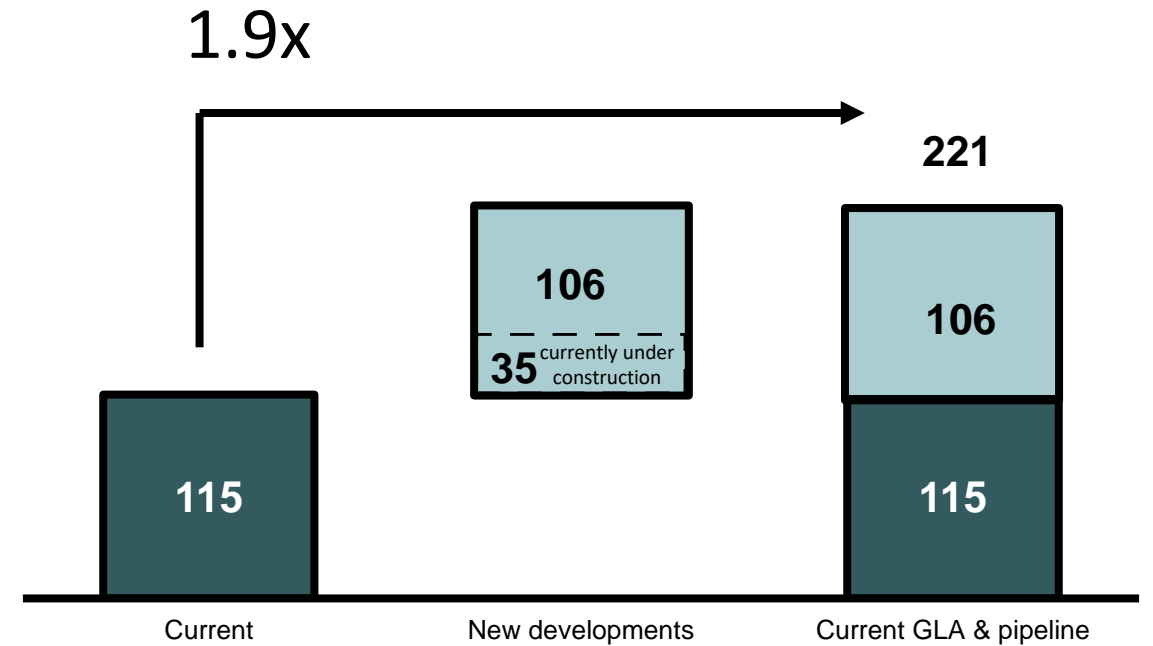 1.9x
221
106
35 currently under
construction
106
115
115
Current
New developments
Current GLA & pipeline